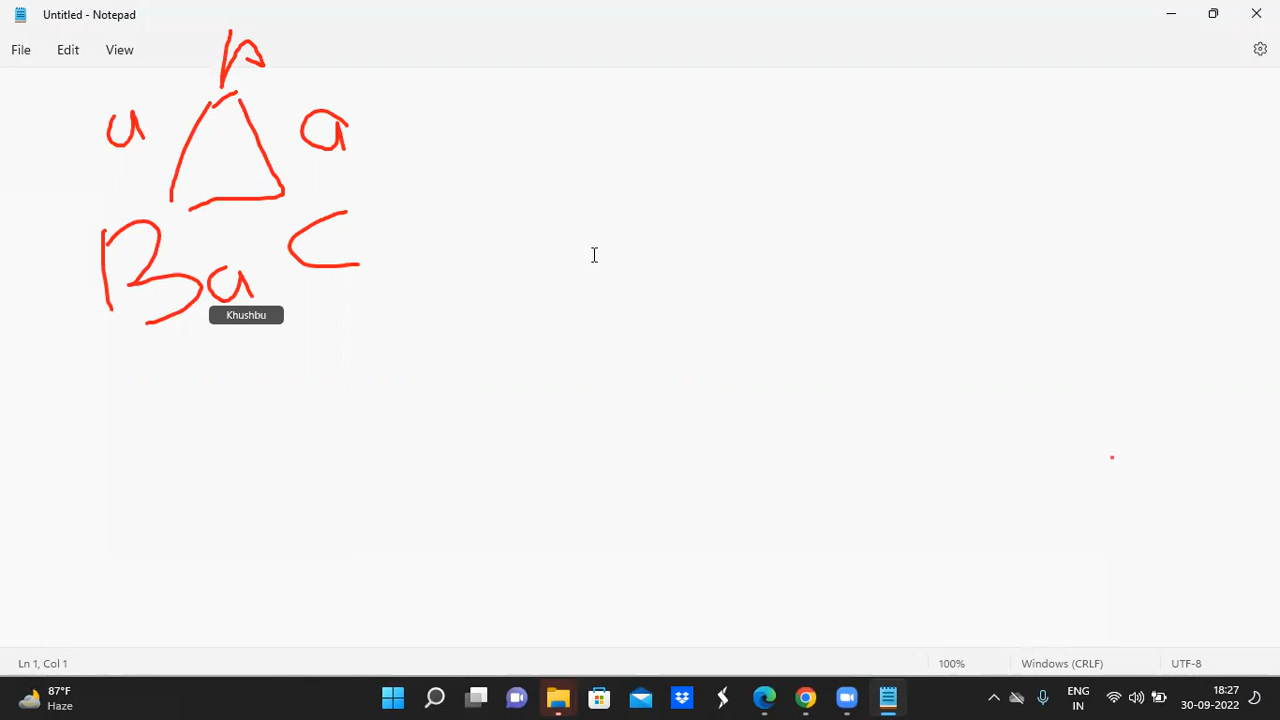 Untitled - Notepad
File Edit View
A
a a
B C
a
Khushbu
Ln 1, Col 1 100% Windows (CRLF) UTF-8
87°F
Haze
ENG
IN
18:27
30-09-2022